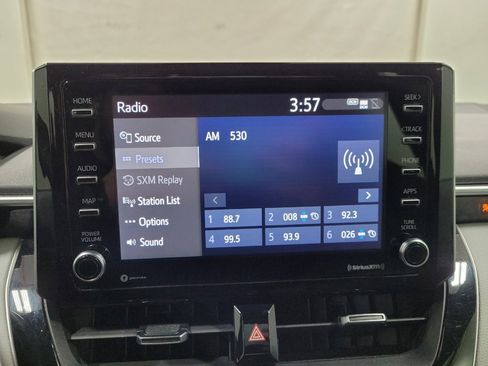 Radio 3:57
HOME
MENU
AUDIO
MAP
POWER
VOLUME
SEEK>
<TRACK
PHONE
APPS
TUNE
SCROLL
Source
Presets
SXM Replay
Station List
Options
Sound
AM 530
1 88.7
2 008
3 92.3
4 99.5
5 93.9
6 026
((SiriusXM))